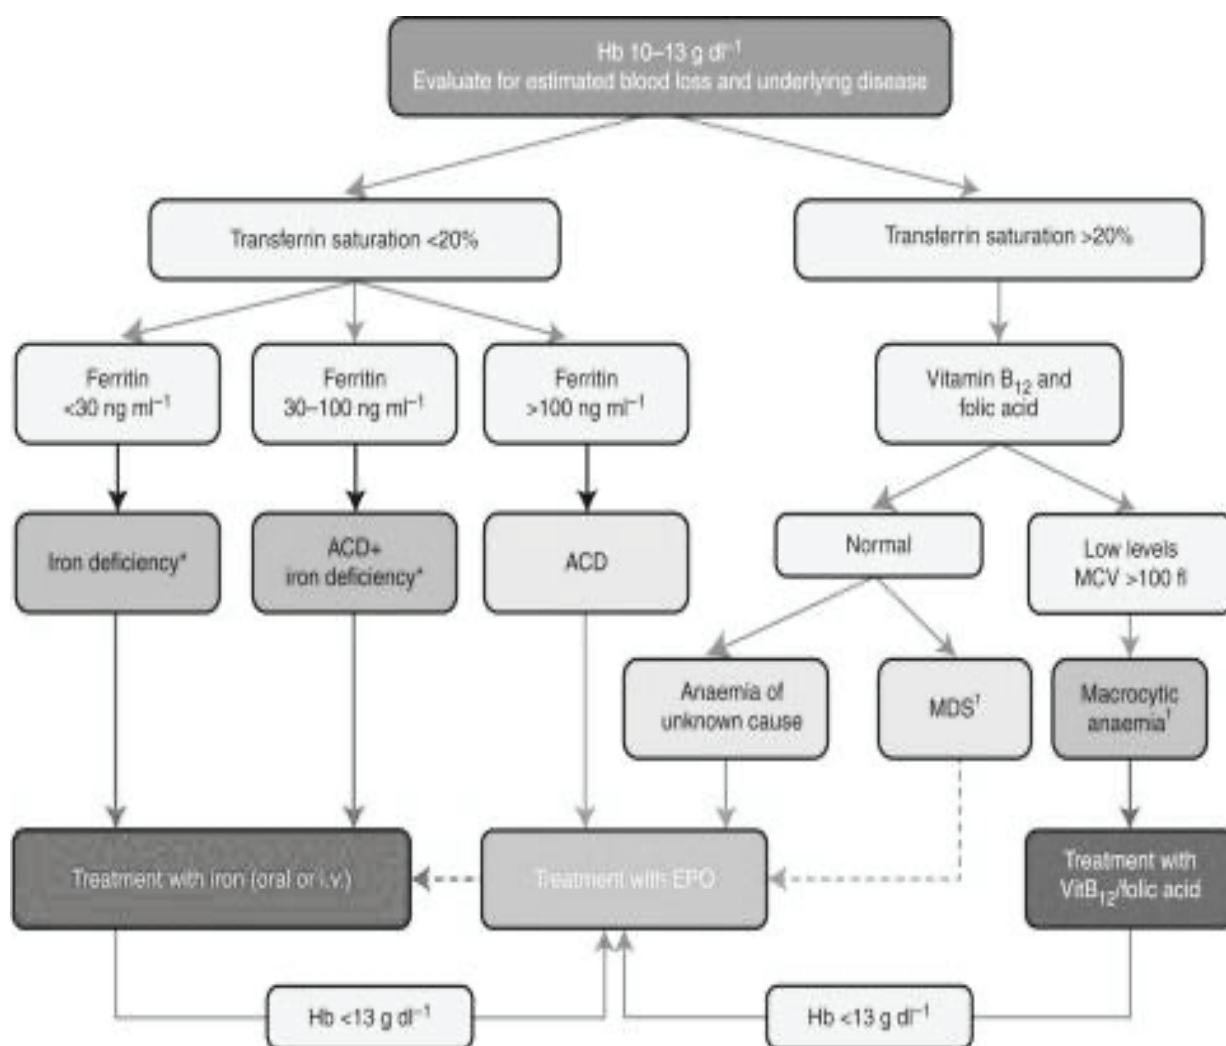 Hb 10–13 g dl⁻¹
Evaluate for estimated blood loss and underlying disease
Transferrin saturation <20%
Transferrin saturation >20%
Ferritin
<30 ng ml⁻¹
Ferritin
30–100 ng ml⁻¹
Ferritin
>100 ng ml⁻¹
Vitamin B₁₂ and
folic acid
Iron deficiency*
ACD+
iron deficiency*
ACD
Normal
Low levels
MCV >100 fl
Anaemia of
unknown cause
MDS†
Macrocytic
anaemia†
Treatment with iron (oral or i.v.)
Treatment with EPO
Treatment with
VitB₁₂/folic acid
Hb <13 g dl⁻¹
Hb <13 g dl⁻¹